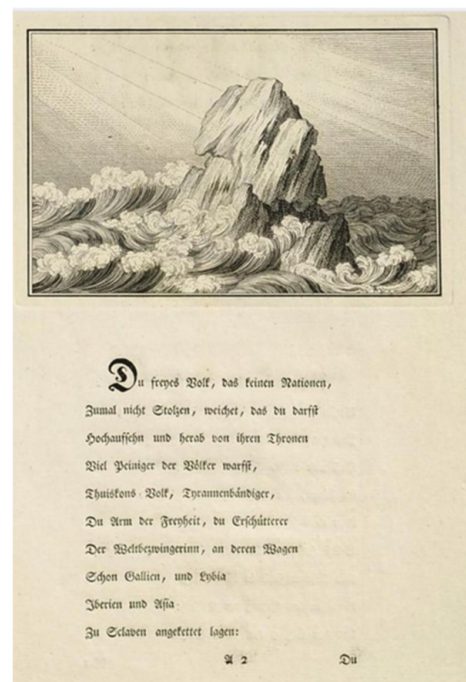 Du freyes Volk, das keinen Nationen,
Zumal nicht Stolzen, weichet, das du darfst
Hochaufsehn und herab von ihren Thronen
Viel Peiniger der Völker warfst,
Thuiskons Volk, Tyrannenbändiger,
Du Arm der Freyheit, du Erschütterer
Der Weltbezwingerinn, an deren Wagen
Schon Gallien, und Lybia
Iberien und Asia
Zu Sclaven angekettet lagen:
A 2 Du